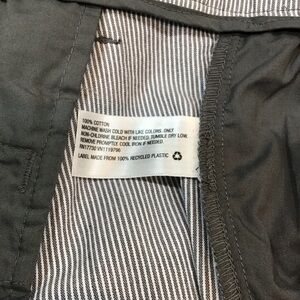 100% COTTON
MACHINE WASH COLD WITH LIKE COLORS. ONLY
NON-CHLORINE BLEACH IF NEEDED. TUMBLE DRY LOW.
REMOVE PROMPTLY. COOL IRON IF NEEDED.
RN17730 VN1119796
LABEL MADE FROM 100% RECYCLED PLASTIC